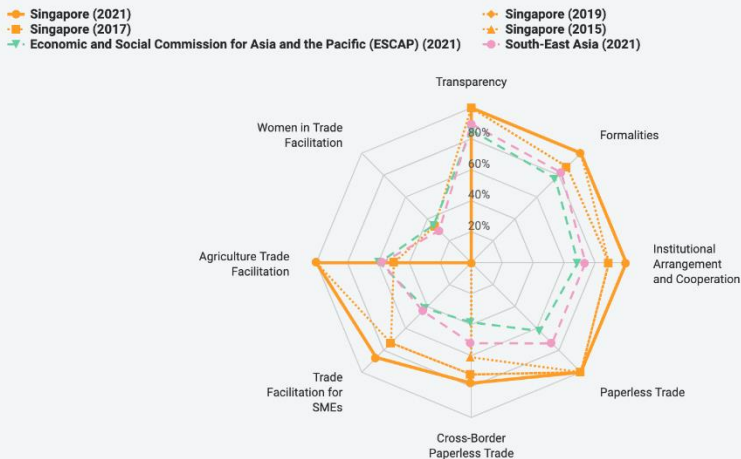 Singapore (2021)
Singapore (2019)
Singapore (2017)
Singapore (2015)
Economic and Social Commission for Asia and the Pacific (ESCAP) (2021)
South-East Asia (2021)
Transparency
Women in Trade
Facilitation
Formalities
80%
60%
40%
20%
Agriculture Trade
Facilitation
Institutional
Arrangement
and Cooperation
Trade
Facilitation for
SMEs
Paperless Trade
Cross-Border
Paperless Trade